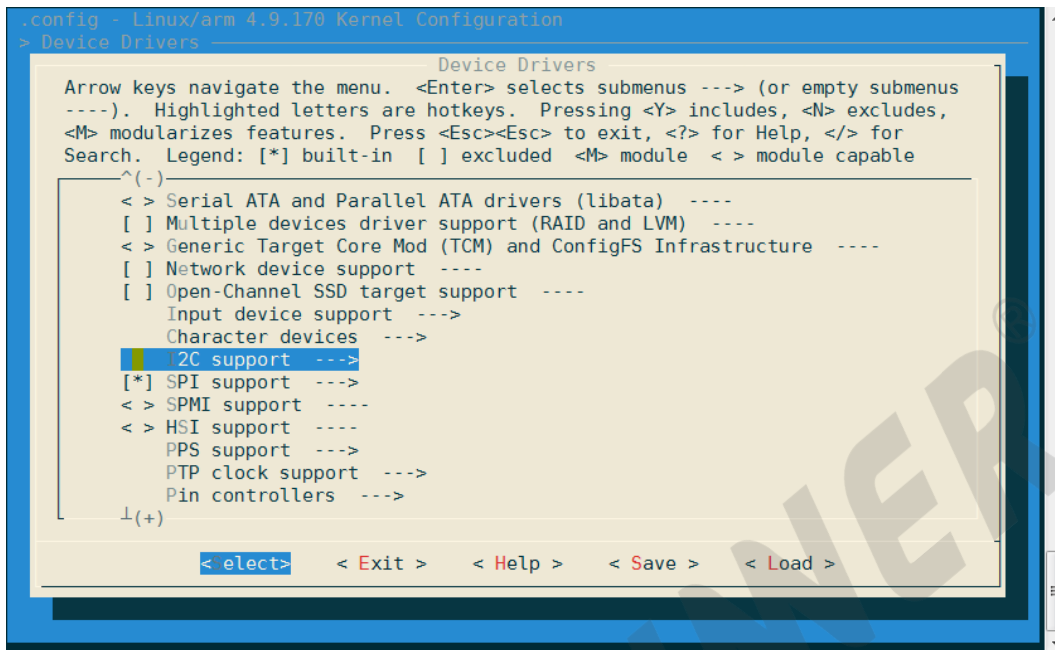 .config - Linux/arm 4.9.170 Kernel Configuration
> Device Drivers
Device Drivers
Arrow keys navigate the menu.  <Enter> selects submenus ---> (or empty submenus
----).  Highlighted letters are hotkeys.  Pressing <Y> includes, <N> excludes,
<M> modularizes features.  Press <Esc><Esc> to exit, <?> for Help, </> for
Search.  Legend: [*] built-in  [ ] excluded  <M> module  < > module capable
^(-)
< > Serial ATA and Parallel ATA drivers (libata)  ----
[ ] Multiple devices driver support (RAID and LVM)  ----
< > Generic Target Core Mod (TCM) and ConfigFS Infrastructure  ----
[ ] Network device support  ----
[ ] Open-Channel SSD target support  ----
Input device support  --->
Character devices  --->
I2C support  --->
[*] SPI support  --->
< > SPMI support  ----
< > HSI support  ----
PPS support  --->
PTP clock support  --->
Pin controllers  --->
┴(+)
<Select>    < Exit >    < Help >    < Save >    < Load >